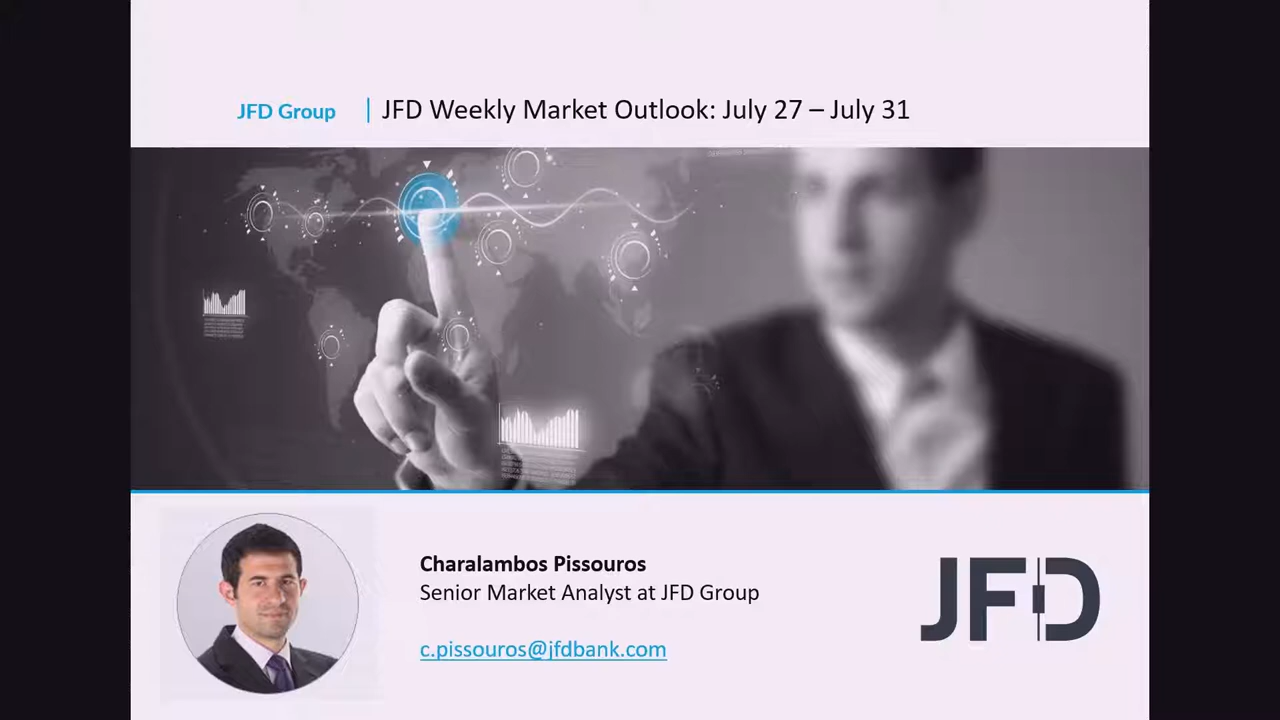 JFD Group | JFD Weekly Market Outlook: July 27 – July 31
Charalambos Pissouros
Senior Market Analyst at JFD Group
c.pissouros@jfdbank.com
JFD